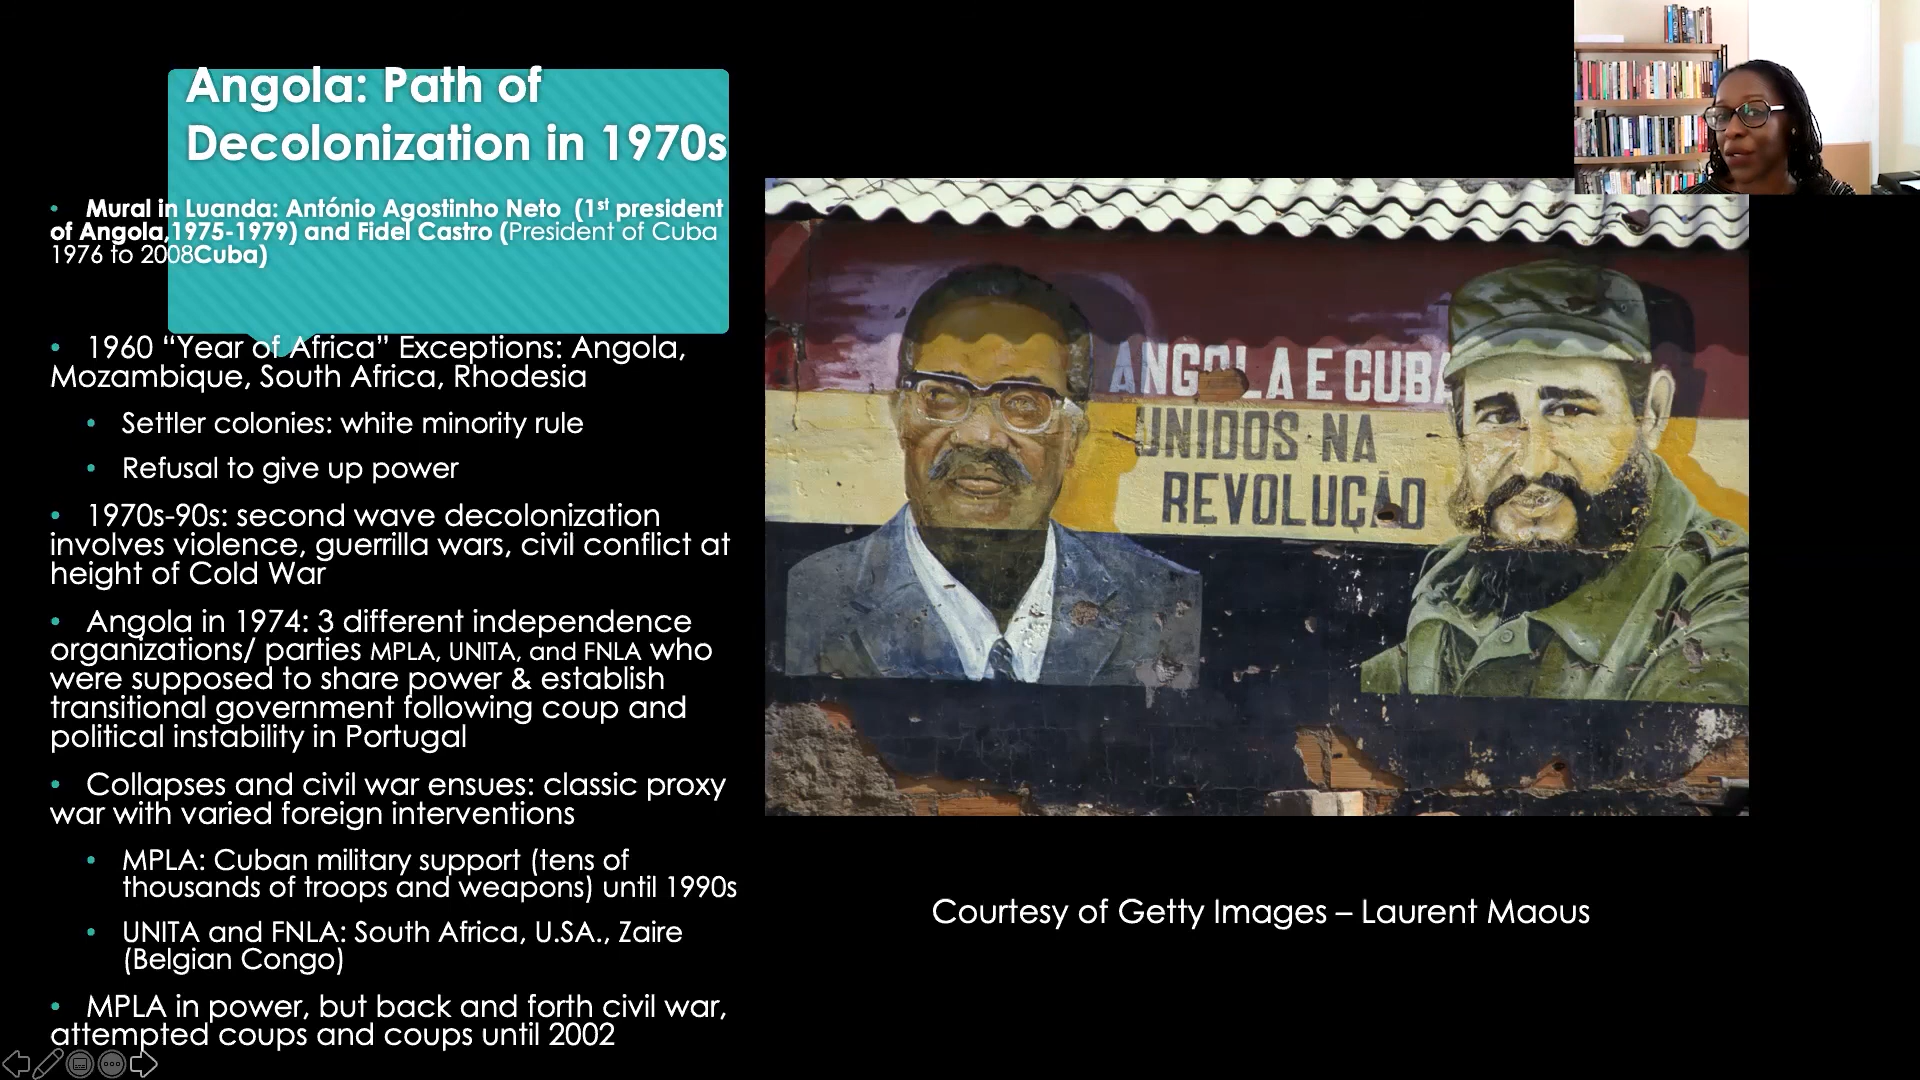 Angola: Path of
Decolonization in 1970s
• Mural in Luanda: António Agostinho Neto (1st president
of Angola,1975-1979) and Fidel Castro (President of Cuba
1976 to 2008Cuba)
• 1960 “Year of Africa” Exceptions: Angola,
Mozambique, South Africa, Rhodesia
• Settler colonies: white minority rule
• Refusal to give up power
• 1970s-90s: second wave decolonization
involves violence, guerrilla wars, civil conflict at
height of Cold War
• Angola in 1974: 3 different independence
organizations/ parties MPLA, UNITA, and FNLA who
were supposed to share power & establish
transitional government following coup and
political instability in Portugal
• Collapses and civil war ensues: classic proxy
war with varied foreign interventions
• MPLA: Cuban military support (tens of
thousands of troops and weapons) until 1990s
• UNITA and FNLA: South Africa, U.SA., Zaire
(Belgian Congo)
• MPLA in power, but back and forth civil war,
attempted coups and coups until 2002
ANGOLA E CUBA
UNIDOS NA
REVOLUÇÃO
Courtesy of Getty Images – Laurent Maous